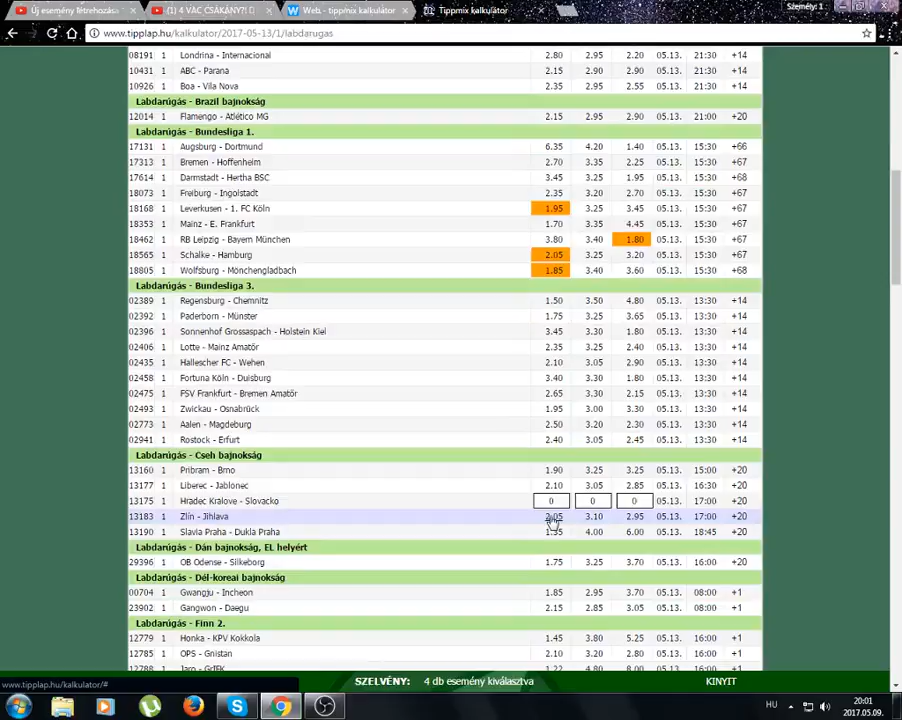 Új esemény létrehozása
(1) 4 VAC CSÁKÁNY?!
Web. - tippmix kalkulátor
Tippmix kalkulátor
Személy: 1
www.tipplap.hu/kalkulator/2017-05-13/1/labdarugas
08191 1 Londrina - Internacional 2.80 2.95 2.20 05.13. 21:30 +14
10431 1 ABC - Parana 2.15 2.90 2.90 05.13. 21:30 +14
10926 1 Boa - Vila Nova 2.35 2.95 2.55 05.13. 21:30 +14
Labdarúgás - Brazil bajnokság
12014 1 Flamengo - Atlético MG 2.15 2.95 2.90 05.13. 21:00 +20
Labdarúgás - Bundesliga 1.
17131 1 Augsburg - Dortmund 6.35 4.20 1.40 05.13. 15:30 +66
17313 1 Bremen - Hoffenheim 2.70 3.35 2.25 05.13. 15:30 +67
17614 1 Darmstadt - Hertha BSC 3.45 3.25 1.95 05.13. 15:30 +68
18073 1 Freiburg - Ingolstadt 2.35 3.20 2.70 05.13. 15:30 +67
18168 1 Leverkusen - 1. FC Köln 1.95 3.25 3.45 05.13. 15:30 +67
18353 1 Mainz - E. Frankfurt 1.70 3.35 4.45 05.13. 15:30 +67
18462 1 RB Leipzig - Bayern München 3.80 3.40 1.80 05.13. 15:30 +67
18565 1 Schalke - Hamburg 2.05 3.25 3.20 05.13. 15:30 +67
18805 1 Wolfsburg - Mönchengladbach 1.85 3.40 3.60 05.13. 15:30 +68
Labdarúgás - Bundesliga 3.
02389 1 Regensburg - Chemnitz 1.50 3.50 4.80 05.13. 13:30 +14
02392 1 Paderborn - Münster 1.75 3.25 3.65 05.13. 13:30 +14
02396 1 Sonnenhof Grossaspach - Holstein Kiel 3.45 3.30 1.80 05.13. 13:30 +14
02406 1 Lotte - Mainz Amatőr 2.35 3.25 2.40 05.13. 13:30 +14
02435 1 Hallescher FC - Wehen 2.10 3.05 2.90 05.13. 13:30 +14
02458 1 Fortuna Köln - Duisburg 3.40 3.30 1.80 05.13. 13:30 +14
02475 1 FSV Frankfurt - Bremen Amatőr 2.65 3.30 2.15 05.13. 13:30 +14
02493 1 Zwickau - Osnabrück 1.95 3.00 3.30 05.13. 13:30 +14
02773 1 Aalen - Magdeburg 2.50 3.20 2.30 05.13. 13:30 +14
02941 1 Rostock - Erfurt 2.40 3.05 2.45 05.13. 13:30 +14
Labdarúgás - Cseh bajnokság
13160 1 Pribram - Brno 1.90 3.25 3.25 05.13. 15:00 +20
13177 1 Liberec - Jablonec 2.10 3.05 2.85 05.13. 16:30 +20
13175 1 Hradec Kralove - Slovacko 0 0 0 05.13. 17:00 +20
13183 1 Zlín - Jihlava 2.05 3.10 2.95 05.13. 17:00 +20
13190 1 Slavia Praha - Dukla Praha 1.35 4.00 6.00 05.13. 18:45 +20
Labdarúgás - Dán bajnokság, EL helyért
29396 1 OB Odense - Silkeborg 1.75 3.25 3.70 05.13. 16:00 +20
Labdarúgás - Dél-koreai bajnokság
00704 1 Gwangju - Incheon 1.85 2.95 3.70 05.13. 08:00 +1
23902 1 Gangwon - Daegu 2.15 2.85 3.05 05.13. 08:00 +1
Labdarúgás - Finn 2.
12779 1 Honka - KPV Kokkola 1.45 3.80 5.25 05.13. 16:00 +1
12785 1 OPS - Gnistan 2.10 3.20 2.80 05.13. 16:00 +1
12788 1 Jaro - GrIFK 1.22 4.80 8.00 05.13. 16:00 +1
www.tipplap.hu/kalkulator/#
SZELVÉNY: 4 db esemény kiválasztva KINYIT
HU
20:01
2017.05.09.